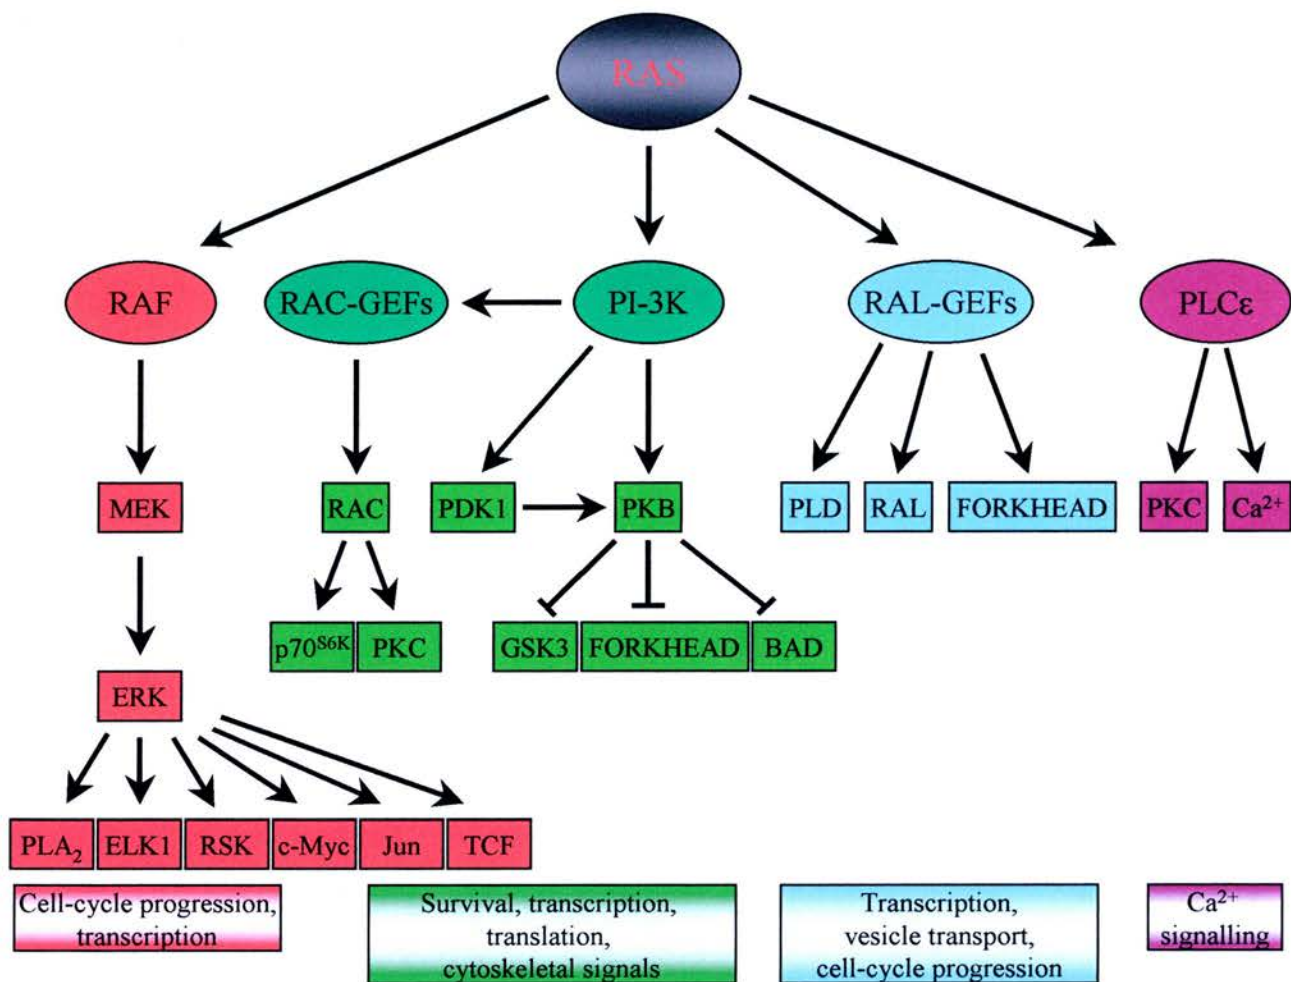 RAS
RAF
RAC-GEFs
PI-3K
RAL-GEFs
PLCε
MEK
RAC
PDK1
PKB
PLD
RAL
FORKHEAD
PKC
Ca²⁺
p70ˢ⁶ᴷ
PKC
GSK3
FORKHEAD
BAD
ERK
PLA₂
ELK1
RSK
c-Myc
Jun
TCF
Cell-cycle progression,
transcription
Survival, transcription,
translation,
cytoskeletal signals
Transcription,
vesicle transport,
cell-cycle progression
Ca²⁺
signalling